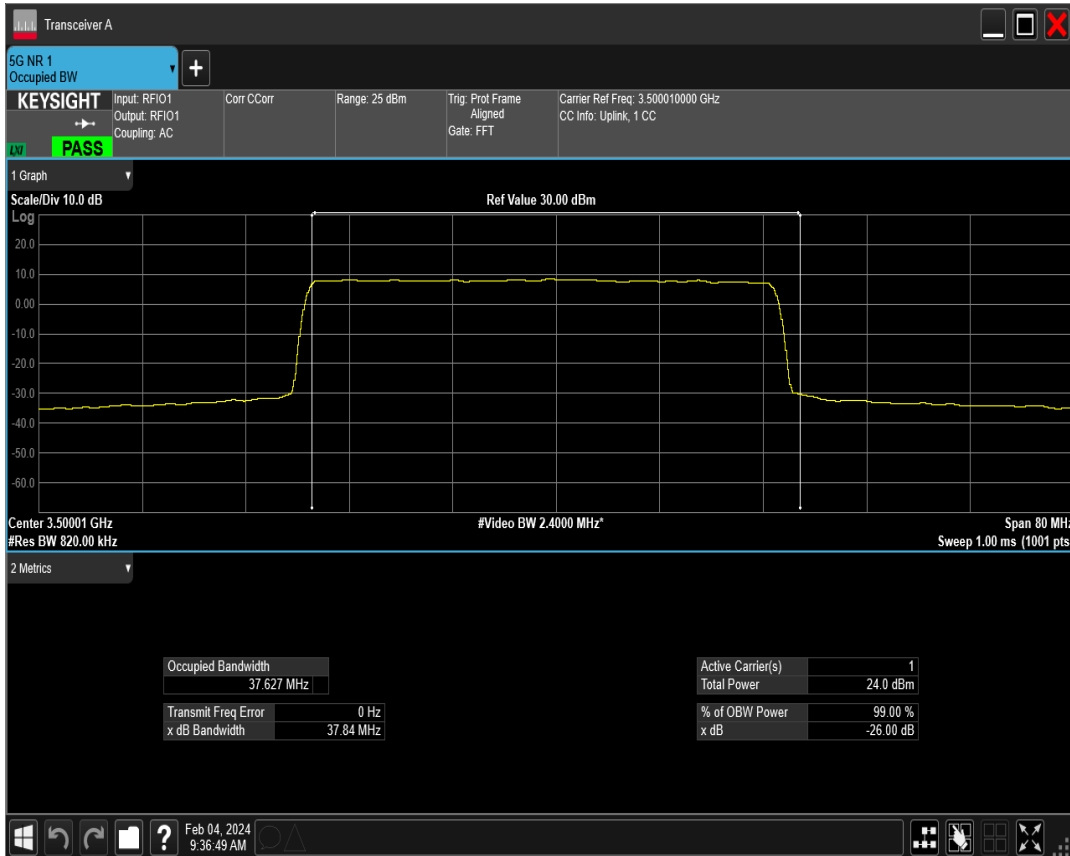 Transceiver A
5G NR 1
Occupied BW
+
KEYSIGHT
LXI
PASS
Input: RFIO1
Output: RFIO1
Coupling: AC
Corr CCorr
Range: 25 dBm
Trig: Prot Frame
Aligned
Gate: FFT
Carrier Ref Freq: 3.500010000 GHz
CC Info: Uplink, 1 CC
1 Graph
Scale/Div 10.0 dB
Ref Value 30.00 dBm
Log
20.0
10.0
0.00
-10.0
-20.0
-30.0
-40.0
-50.0
-60.0
Center 3.50001 GHz
#Video BW 2.4000 MHz*
Span 80 MHz
#Res BW 820.00 kHz
Sweep 1.00 ms (1001 pts
2 Metrics
Occupied Bandwidth
37.627 MHz
Transmit Freq Error 0 Hz
x dB Bandwidth 37.84 MHz
Active Carrier(s) 1
Total Power 24.0 dBm
% of OBW Power 99.00 %
x dB -26.00 dB
?
Feb 04, 2024
9:36:49 AM